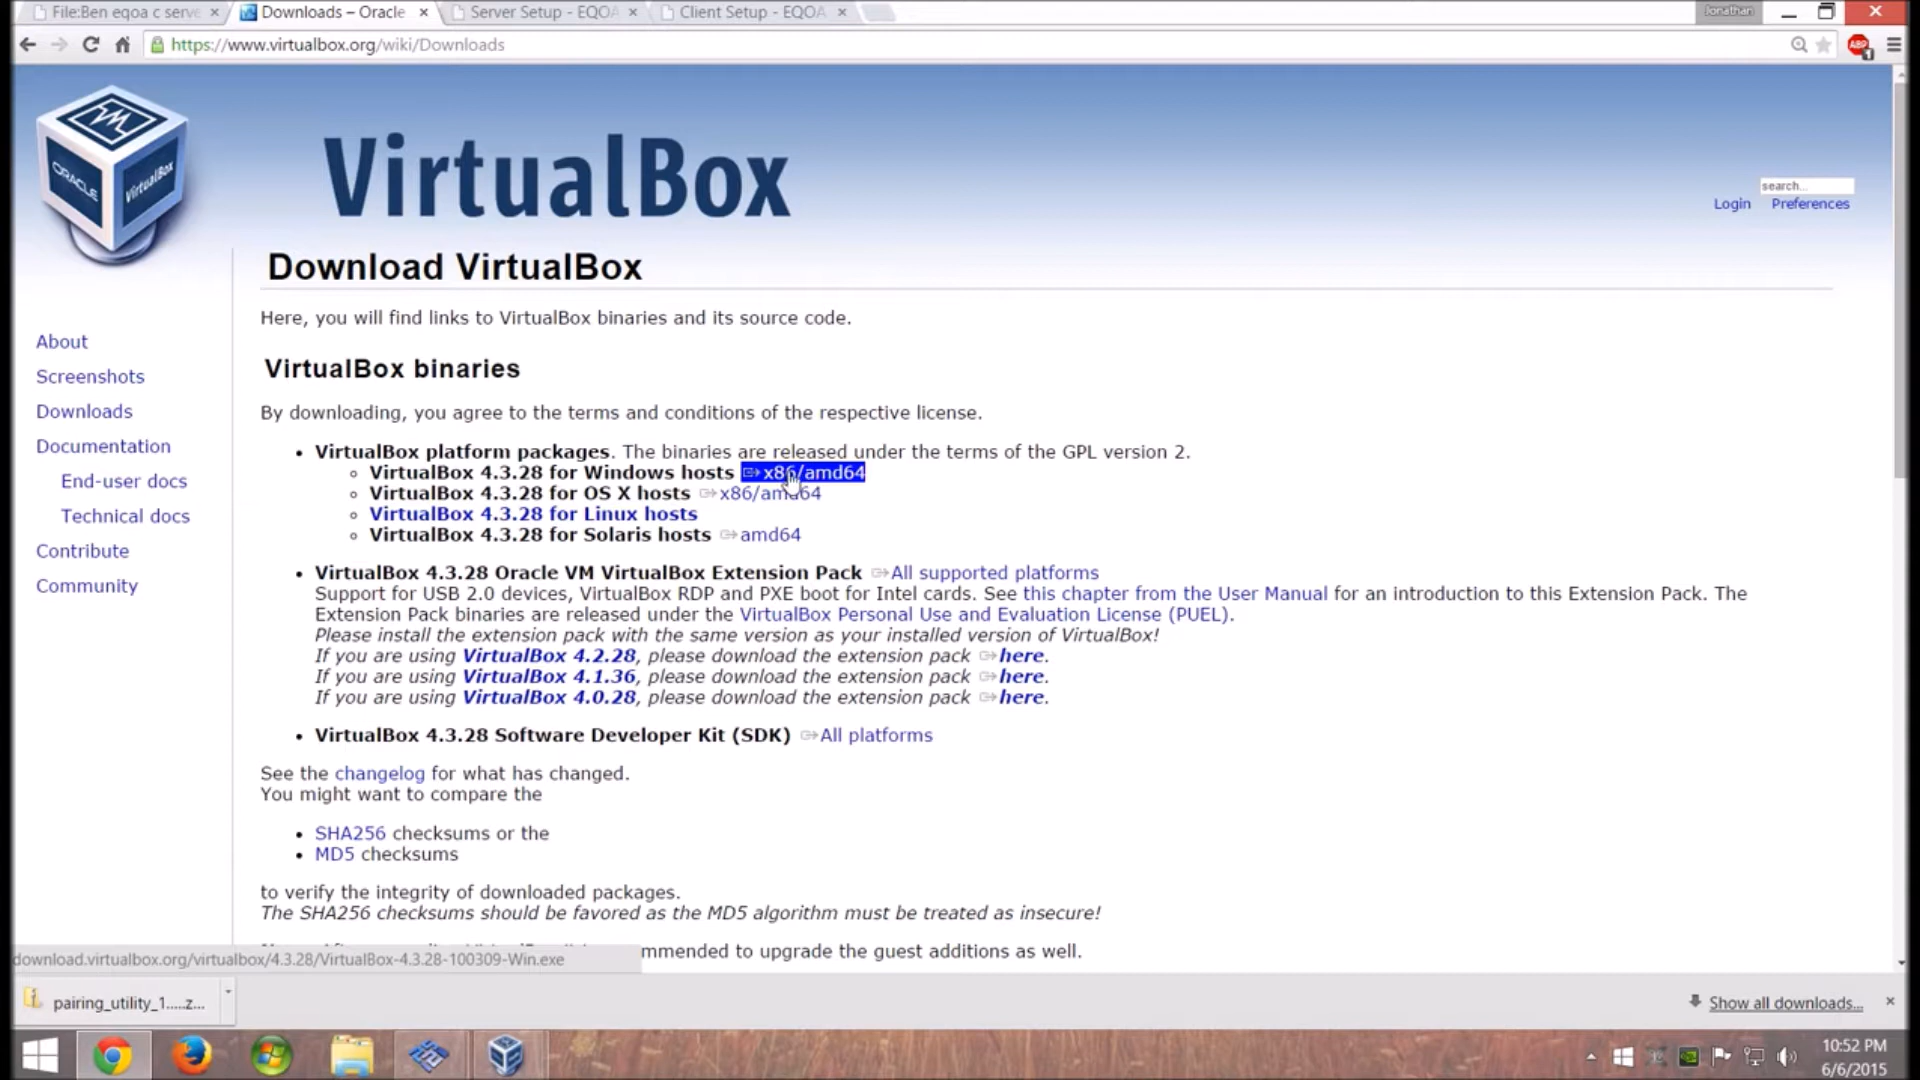 File:Ben eqoa c serve
Downloads – Oracle
Server Setup - EQOA
Client Setup - EQOA
Jonathan
https://www.virtualbox.org/wiki/Downloads
ABP
1
ORACLE
VirtualBox
VirtualBox
search...
Login
Preferences
Download VirtualBox
Here, you will find links to VirtualBox binaries and its source code.
About
Screenshots
Downloads
Documentation
End-user docs
Technical docs
Contribute
Community
VirtualBox binaries
By downloading, you agree to the terms and conditions of the respective license.
• VirtualBox platform packages. The binaries are released under the terms of the GPL version 2.
VirtualBox 4.3.28 for Windows hosts x86/amd64
VirtualBox 4.3.28 for OS X hosts x86/amd64
VirtualBox 4.3.28 for Linux hosts
VirtualBox 4.3.28 for Solaris hosts amd64
• VirtualBox 4.3.28 Oracle VM VirtualBox Extension Pack All supported platforms
Support for USB 2.0 devices, VirtualBox RDP and PXE boot for Intel cards. See this chapter from the User Manual for an introduction to this Extension Pack. The
Extension Pack binaries are released under the VirtualBox Personal Use and Evaluation License (PUEL).
Please install the extension pack with the same version as your installed version of VirtualBox!
If you are using VirtualBox 4.2.28, please download the extension pack here.
If you are using VirtualBox 4.1.36, please download the extension pack here.
If you are using VirtualBox 4.0.28, please download the extension pack here.
• VirtualBox 4.3.28 Software Developer Kit (SDK) All platforms
See the changelog for what has changed.
You might want to compare the
• SHA256 checksums or the
• MD5 checksums
to verify the integrity of downloaded packages.
The SHA256 checksums should be favored as the MD5 algorithm must be treated as insecure!
mmended to upgrade the guest additions as well.
download.virtualbox.org/virtualbox/4.3.28/VirtualBox-4.3.28-100309-Win.exe
pairing_utility_1.....z...
Show all downloads...
10:52 PM
6/6/2015